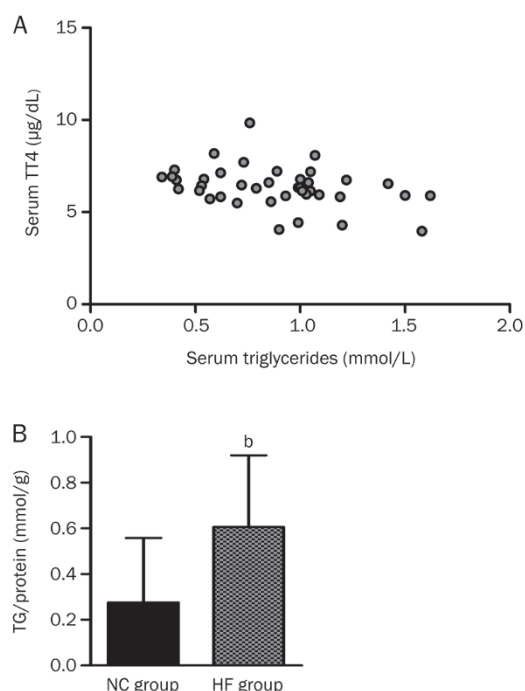 A
15
10
5
0
Serum TT4 (μg/dL)
0.0 0.5 1.0 1.5 2.0
Serum triglycerides (mmol/L)
B
1.0
0.8
0.6
0.4
0.2
0.0
TG/protein (mmol/g)
b
NC group HF group